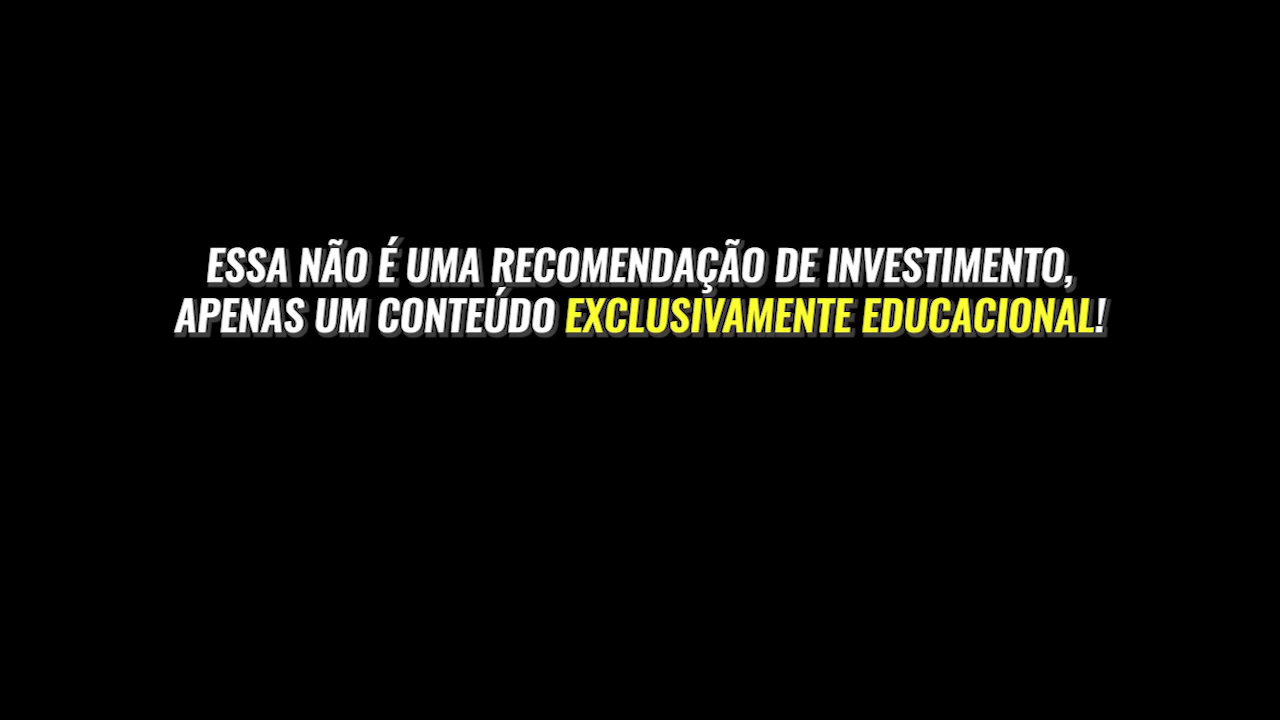 ESSA NÃO É UMA RECOMENDAÇÃO DE INVESTIMENTO,
APENAS UM CONTEÚDO EXCLUSIVAMENTE EDUCACIONAL!